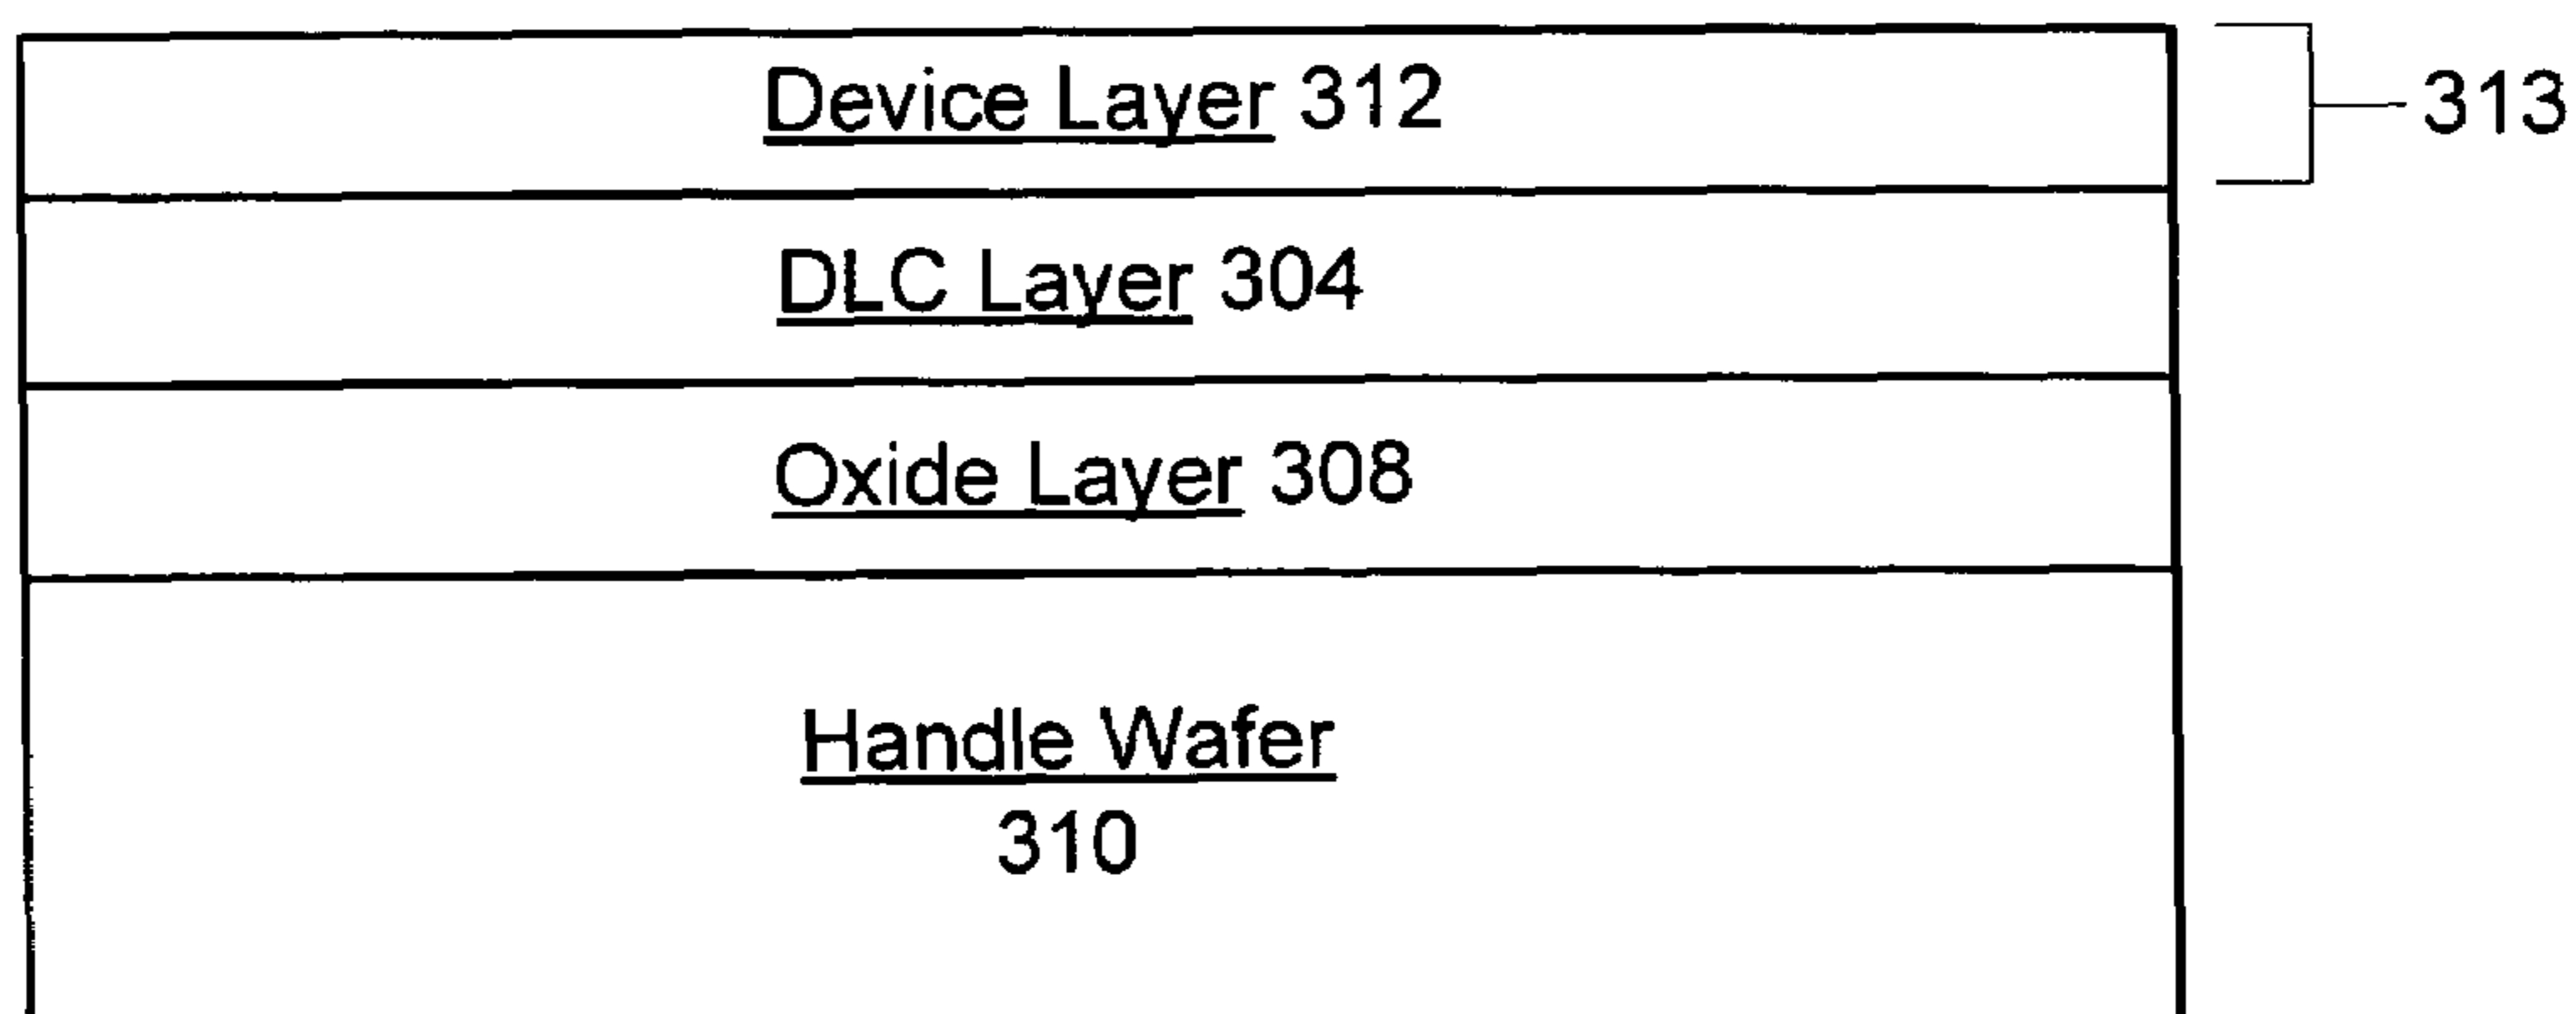 Device Layer 312
313
DLC Layer 304
Oxide Layer 308
Handle Wafer
310